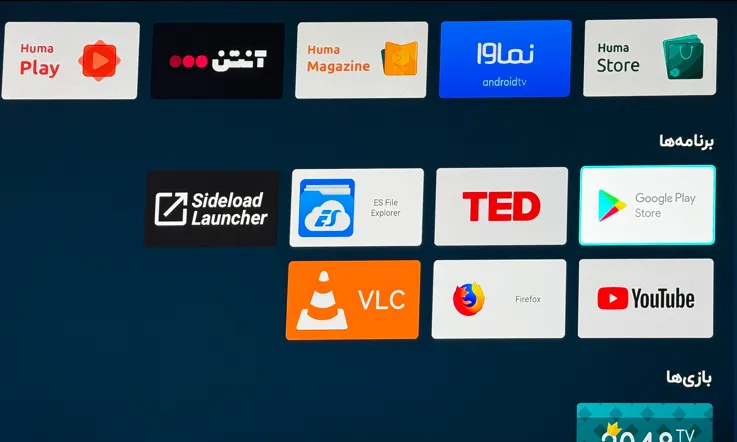 Huma
Store
نماوا
androidtv
Huma
Magazine
آنتن
Huma
Play
برنامه‌ها
Google Play
Store
TED
ES File
Explorer
ES
Sideload
Launcher
YouTube
Firefox
VLC
بازی‌ها
2048 TV